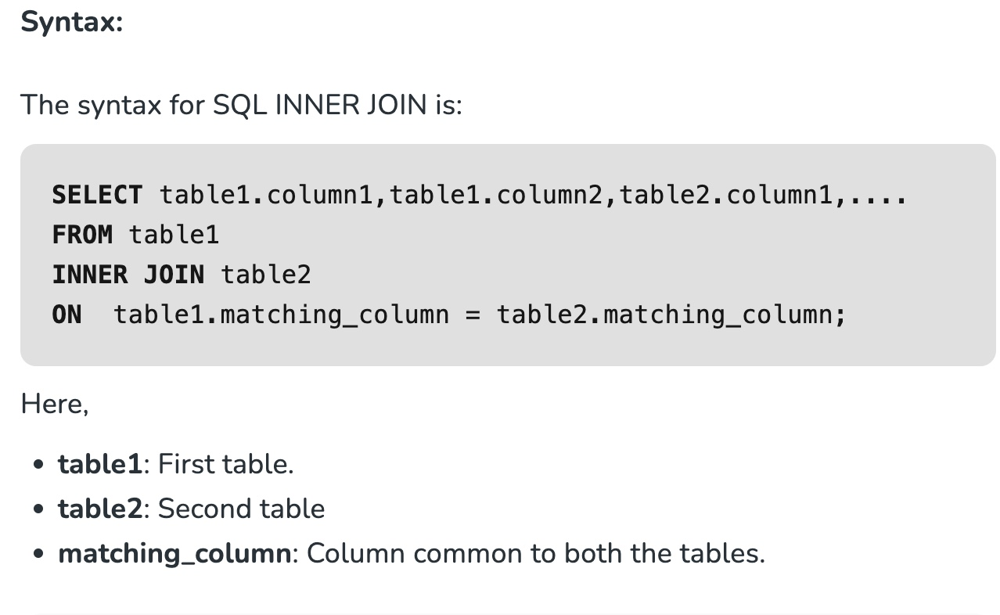 Syntax:
The syntax for SQL INNER JOIN is:
SELECT table1.column1,table1.column2,table2.column1,....
FROM table1
INNER JOIN table2
ON  table1.matching_column = table2.matching_column;
Here,
• table1: First table.
• table2: Second table
• matching_column: Column common to both the tables.